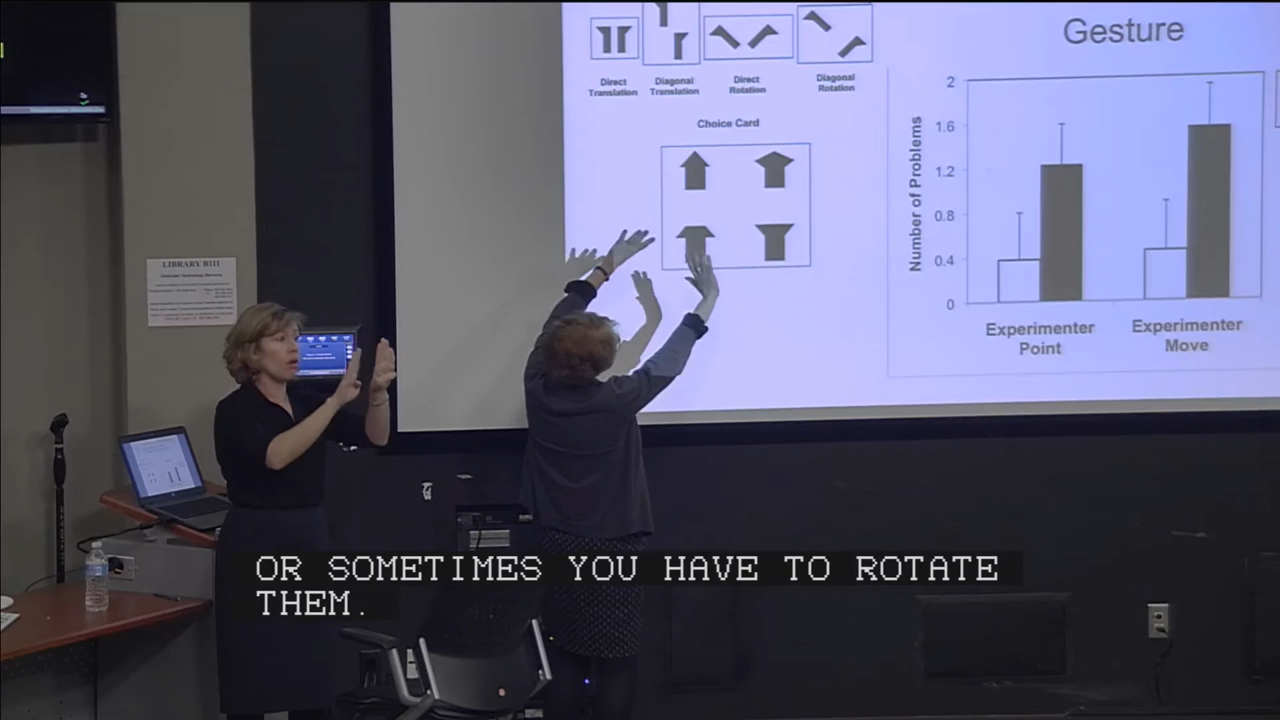 Gesture
Direct Translation
Diagonal Translation
Direct Rotation
Diagonal Rotation
Choice Card
Number of Problems
2
1.6
1.2
0.8
0.4
0
Experimenter Point
Experimenter Move
LIBRARY B111
OR SOMETIMES YOU HAVE TO ROTATE
THEM.